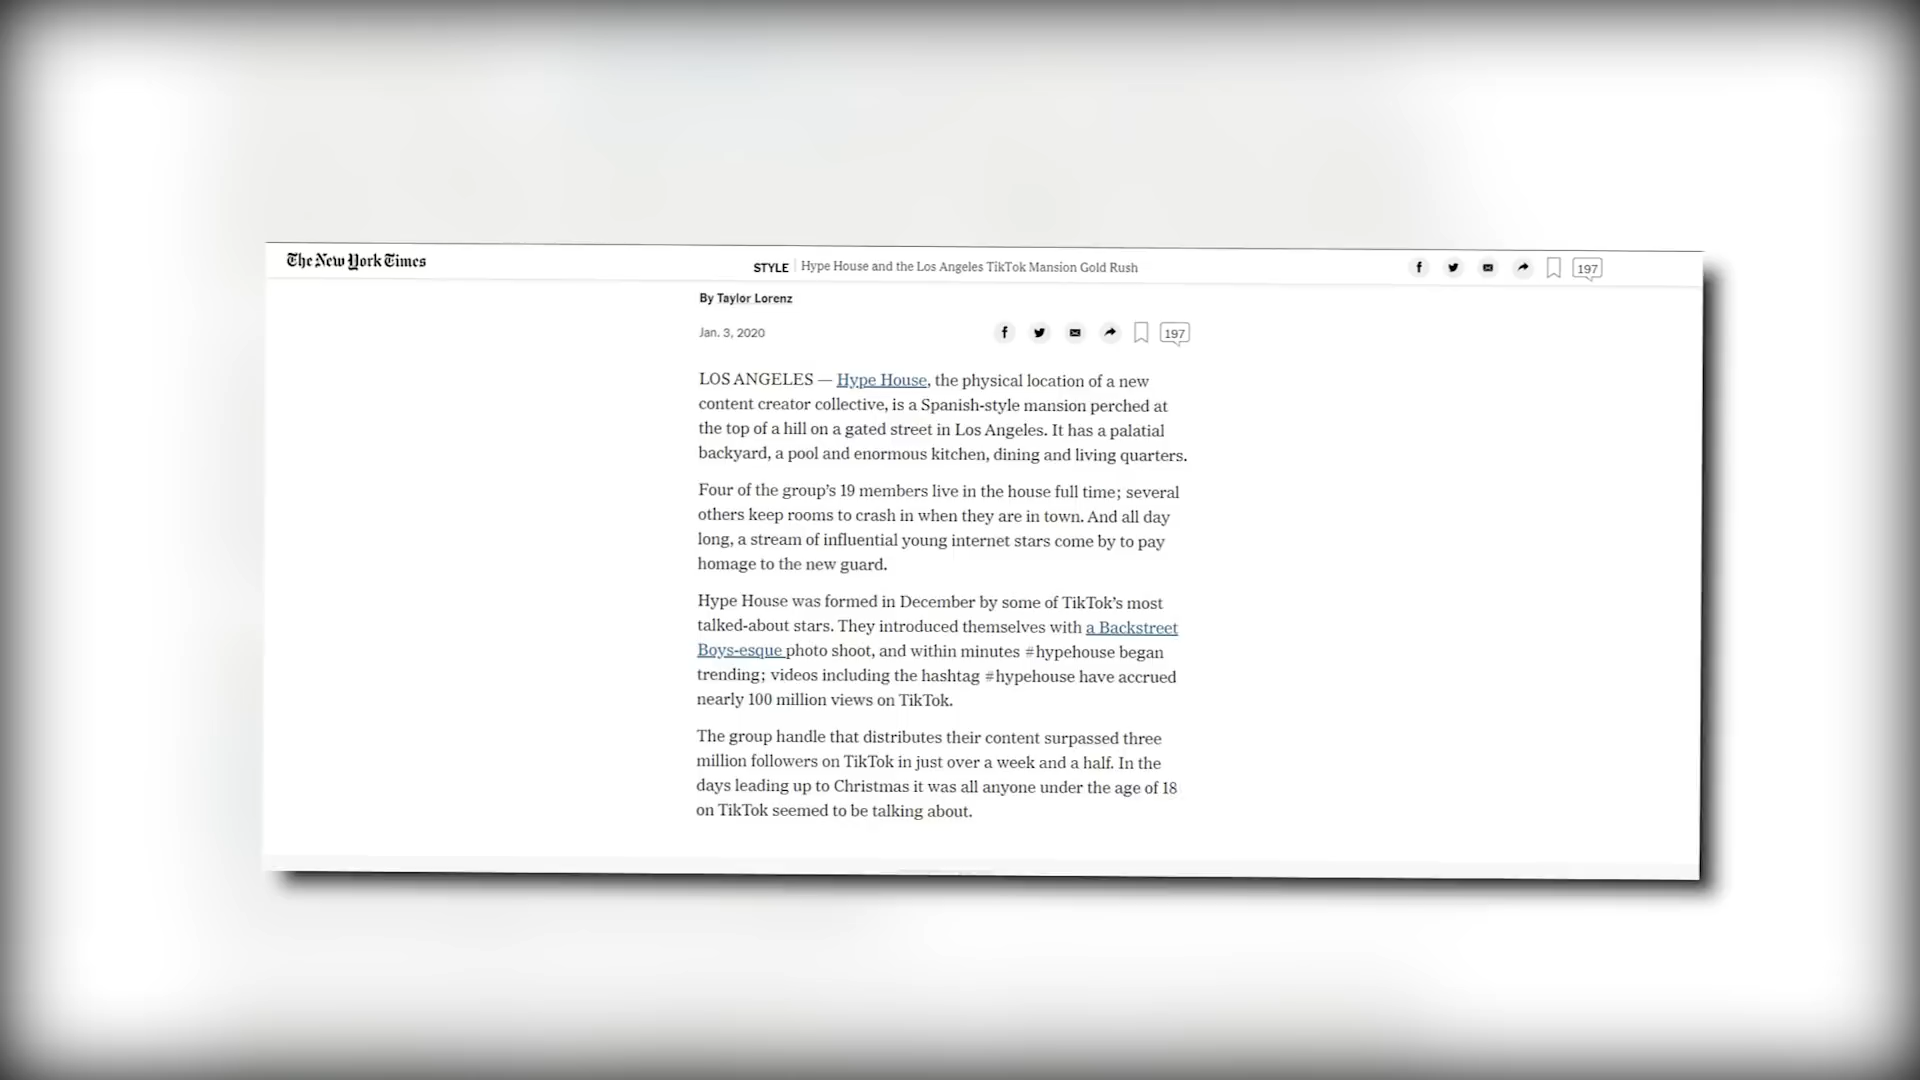 The New York Times
STYLE | Hype House and the Los Angeles TikTok Mansion Gold Rush
197
By Taylor Lorenz
Jan. 3, 2020
197
LOS ANGELES — Hype House, the physical location of a new
content creator collective, is a Spanish-style mansion perched at
the top of a hill on a gated street in Los Angeles. It has a palatial
backyard, a pool and enormous kitchen, dining and living quarters.
Four of the group’s 19 members live in the house full time; several
others keep rooms to crash in when they are in town. And all day
long, a stream of influential young internet stars come by to pay
homage to the new guard.
Hype House was formed in December by some of TikTok’s most
talked-about stars. They introduced themselves with a Backstreet
Boys-esque photo shoot, and within minutes #hypehouse began
trending; videos including the hashtag #hypehouse have accrued
nearly 100 million views on TikTok.
The group handle that distributes their content surpassed three
million followers on TikTok in just over a week and a half. In the
days leading up to Christmas it was all anyone under the age of 18
on TikTok seemed to be talking about.